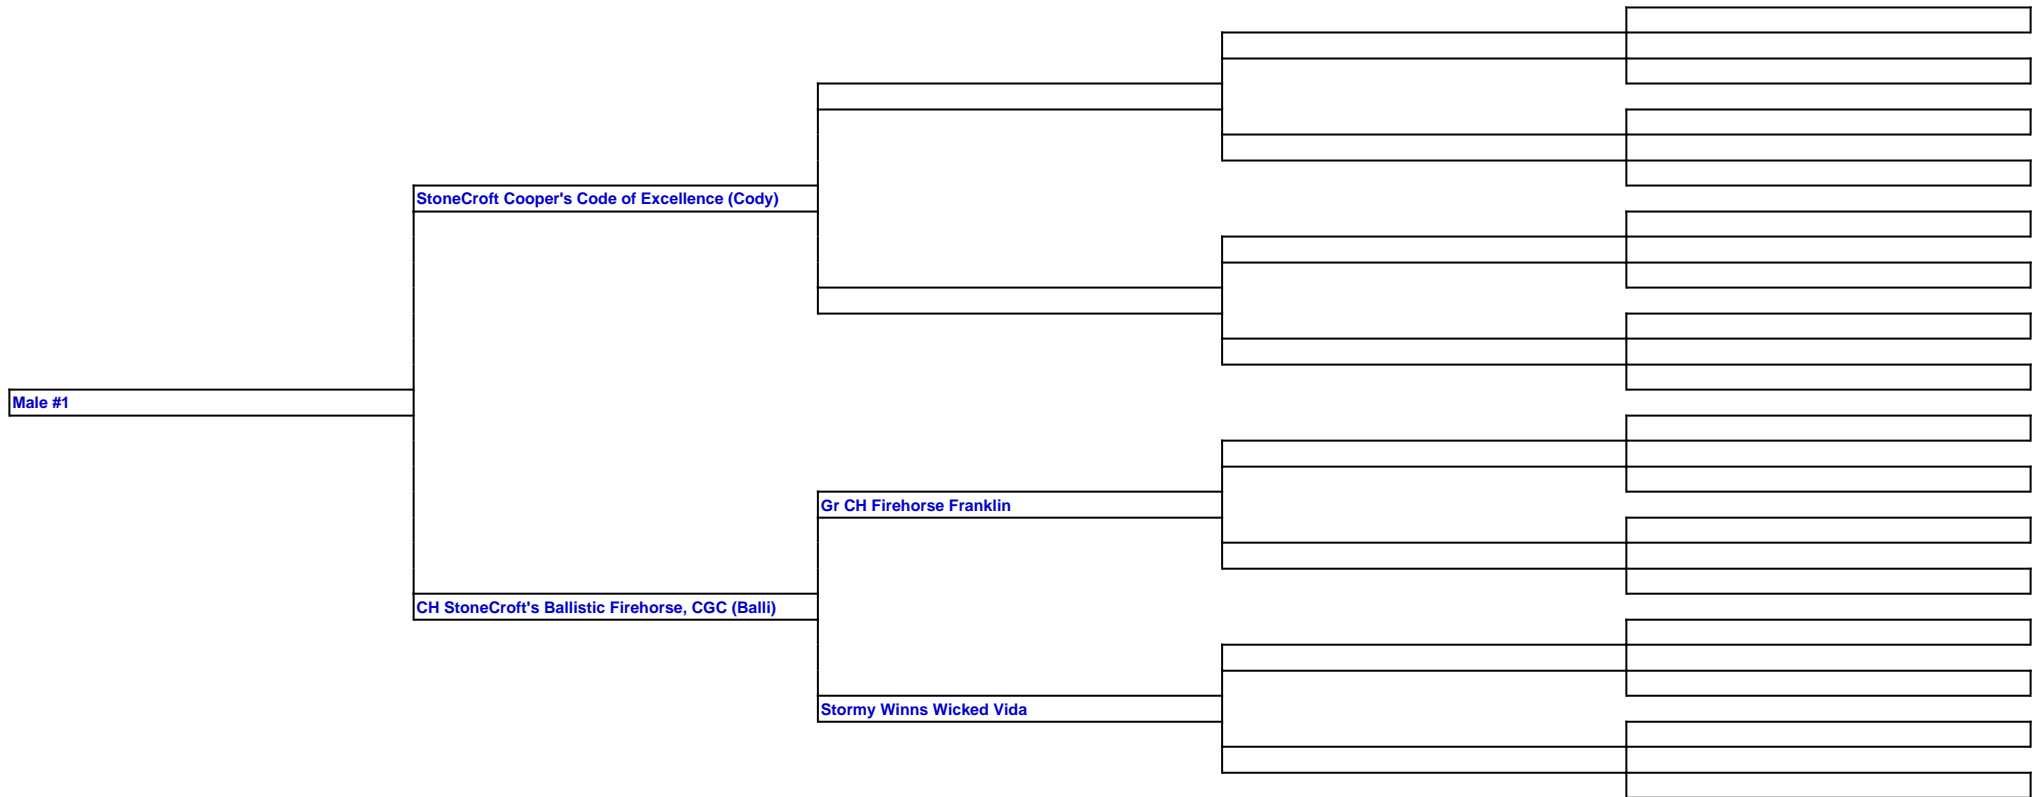 StoneCroft Cooper's Code of Excellence (Cody)
Male #1
Gr CH Firehorse Franklin
CH StoneCroft's Ballistic Firehorse, CGC (Balli)
Stormy Winns Wicked Vida